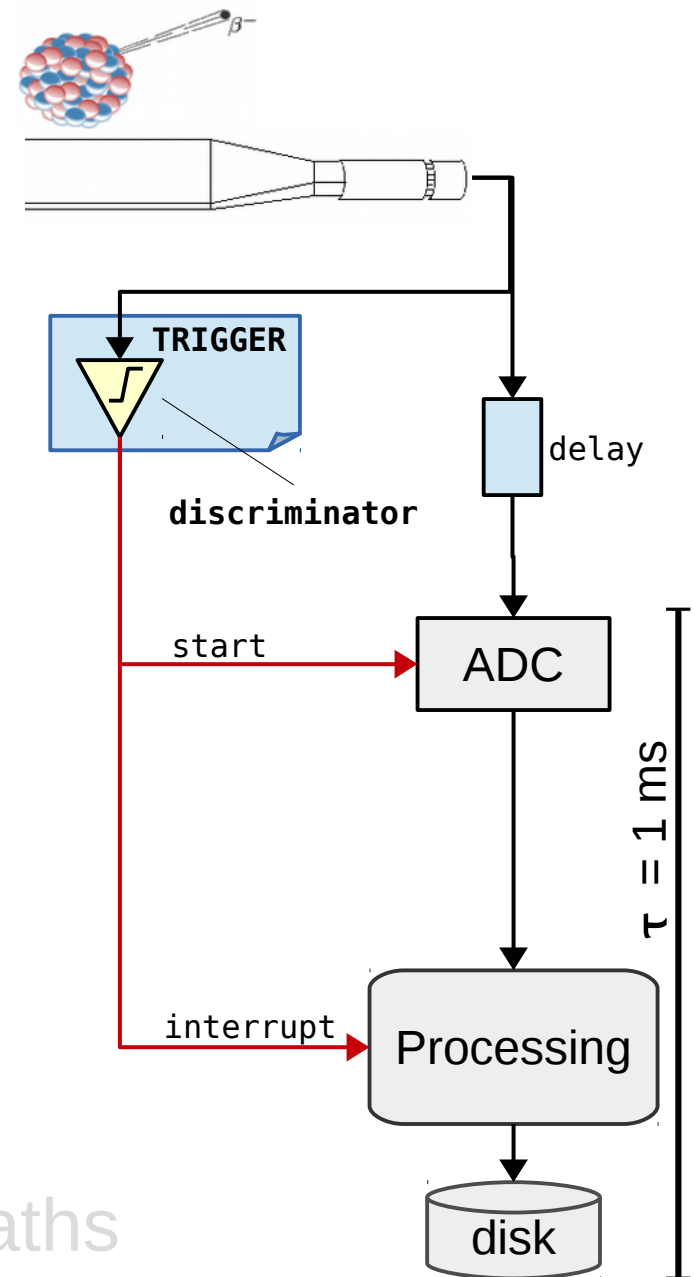 β⁻
TRIGGER
delay
discriminator
start
ADC
τ = 1 ms
interrupt
Processing
aths
disk